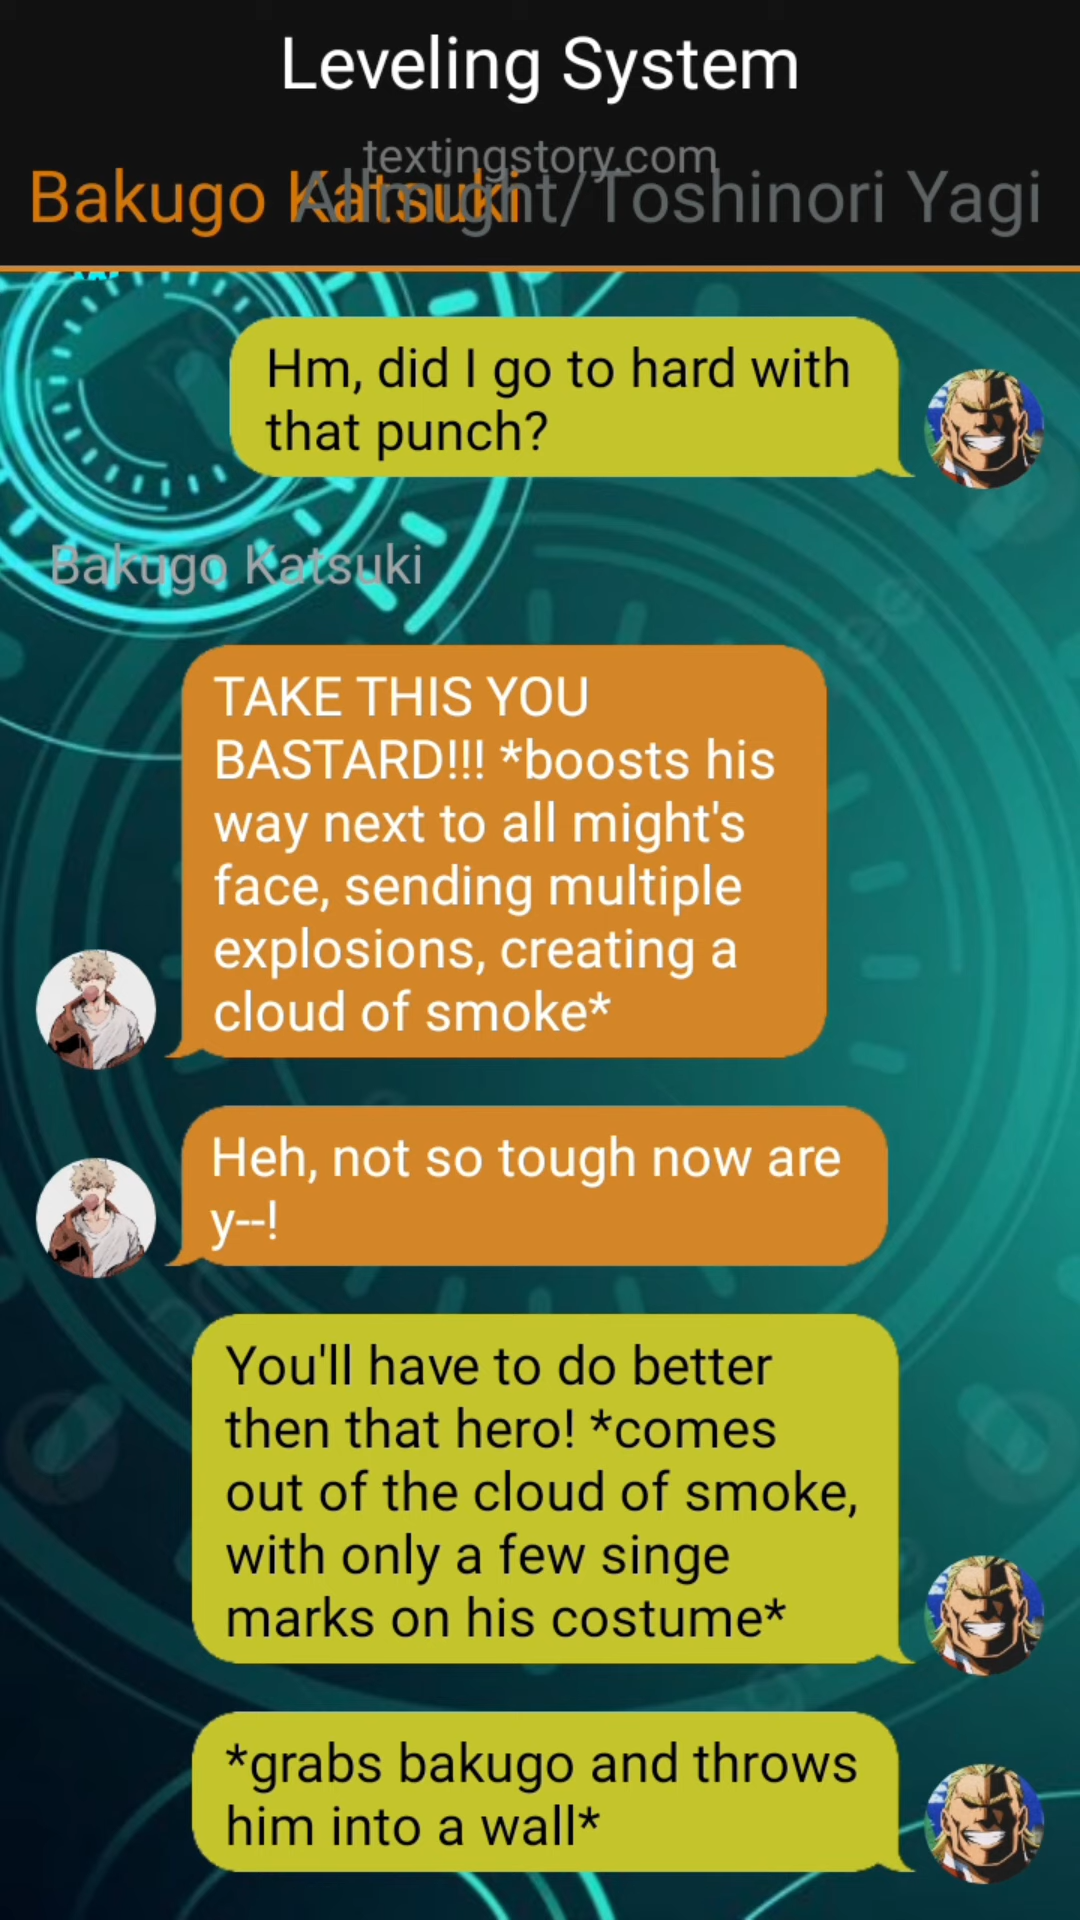 Leveling System
textingstory.com
Bakugo Katsuki
Allmight/Toshinori Yagi
Hm, did I go to hard with
that punch?
Bakugo Katsuki
TAKE THIS YOU
BASTARD!!! *boosts his
way next to all might's
face, sending multiple
explosions, creating a
cloud of smoke*
Heh, not so tough now are
y--!
You'll have to do better
then that hero! *comes
out of the cloud of smoke,
with only a few singe
marks on his costume*
*grabs bakugo and throws
him into a wall*